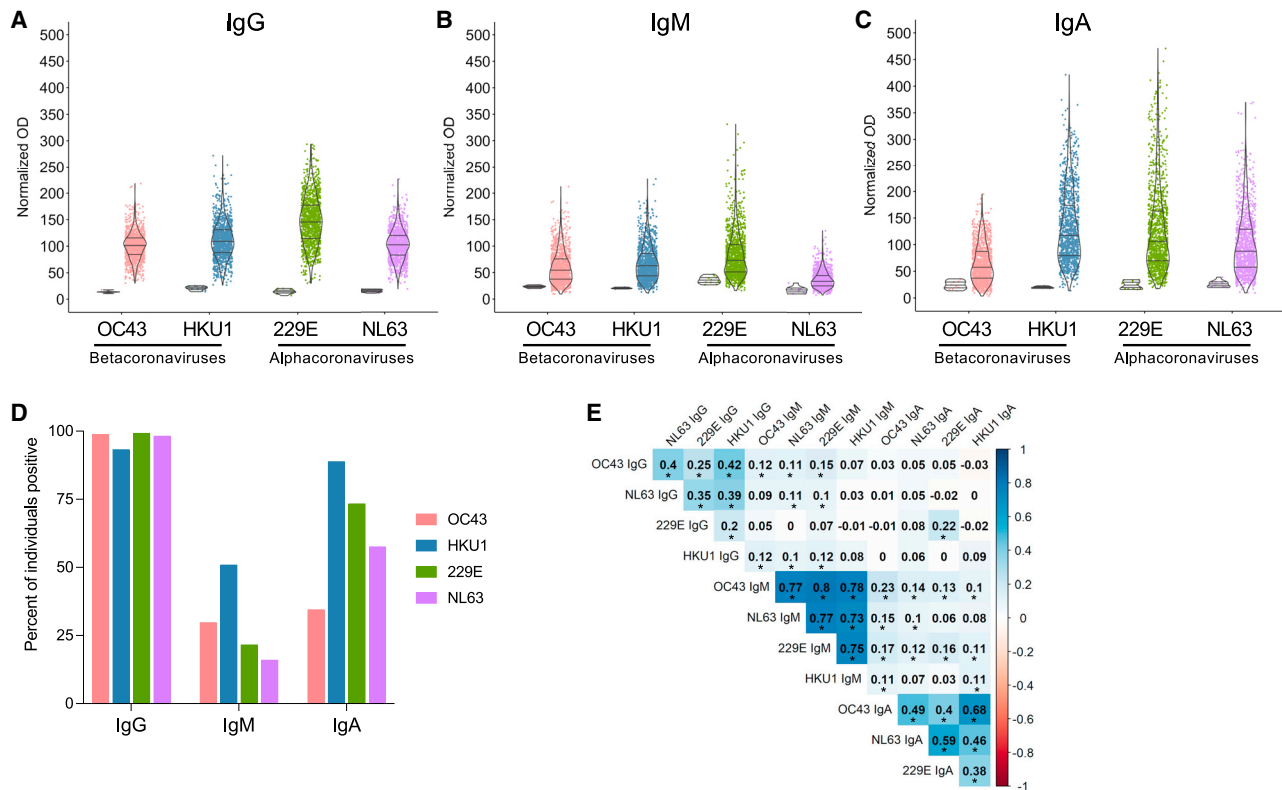 A IgG
Normalized OD
500
450
400
350
300
250
200
150
100
50
0
OC43 HKU1 229E NL63
Betacoronaviruses Alphacoronaviruses
B IgM
Normalized OD
500
450
400
350
300
250
200
150
100
50
0
OC43 HKU1 229E NL63
Betacoronaviruses Alphacoronaviruses
C IgA
Normalized OD
500
450
400
350
300
250
200
150
100
50
0
OC43 HKU1 229E NL63
Betacoronaviruses Alphacoronaviruses
D
Percent of individuals positive
100
75
50
25
0
IgG IgM IgA
OC43
HKU1
229E
NL63
E
NL63 IgG 229E IgG HKU1 IgG OC43 IgM NL63 IgM 229E IgM HKU1 IgM OC43 IgA NL63 IgA 229E IgA HKU1 IgA
OC43 IgG 0.4 0.25 0.42 0.12 0.11 0.15 0.07 0.03 0.05 0.05 -0.03
* * * * * *
NL63 IgG 0.35 0.39 0.09 0.11 0.1 0.03 0.01 0.05 -0.02 0
* * * *
229E IgG 0.2 0.05 0 0.07 -0.01 -0.01 0.08 0.22 -0.02
* *
HKU1 IgG 0.12 0.1 0.12 0.08 0 0.06 0 0.09
* * *
OC43 IgM 0.77 0.8 0.78 0.23 0.14 0.13 0.1
* * * * * * *
NL63 IgM 0.77 0.73 0.15 0.1 0.06 0.08
* * * *
229E IgM 0.75 0.17 0.12 0.16 0.11
* * * * *
HKU1 IgM 0.11 0.07 0.03 0.11
* *
OC43 IgA 0.49 0.4 0.68
* * *
NL63 IgA 0.59 0.46
* *
229E IgA 0.38
*
1
0.8
0.6
0.4
0.2
0
-0.2
-0.4
-0.6
-0.8
-1